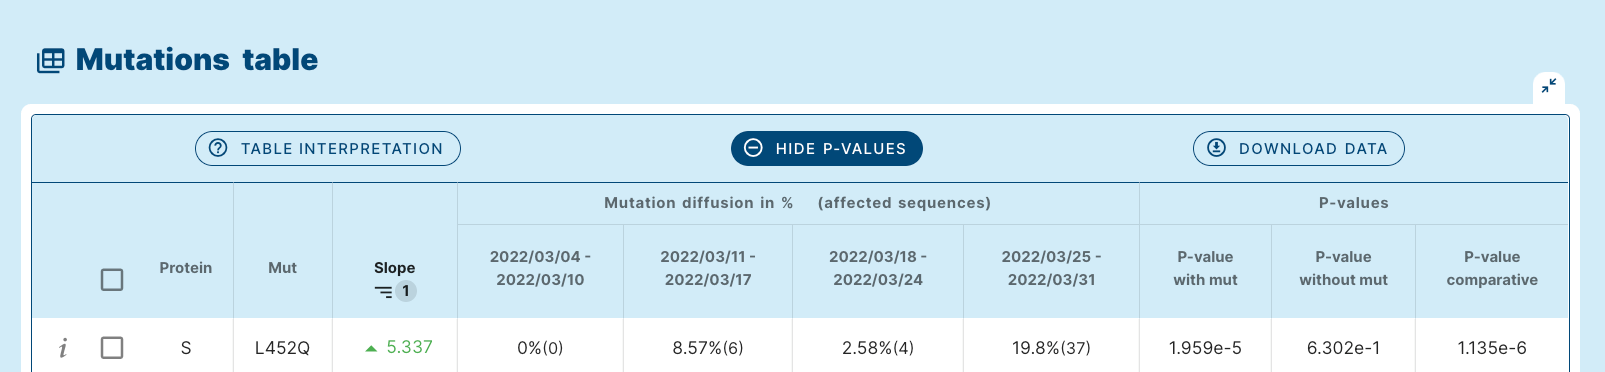 Mutations table
TABLE INTERPRETATION
HIDE P-VALUES
DOWNLOAD DATA
Mutation diffusion in % (affected sequences)
P-values
Protein
Mut
Slope
1
2022/03/04 -
2022/03/10
2022/03/11 -
2022/03/17
2022/03/18 -
2022/03/24
2022/03/25 -
2022/03/31
P-value
with mut
P-value
without mut
P-value
comparative
i S L452Q 5.337 0%(0) 8.57%(6) 2.58%(4) 19.8%(37) 1.959e-5 6.302e-1 1.135e-6